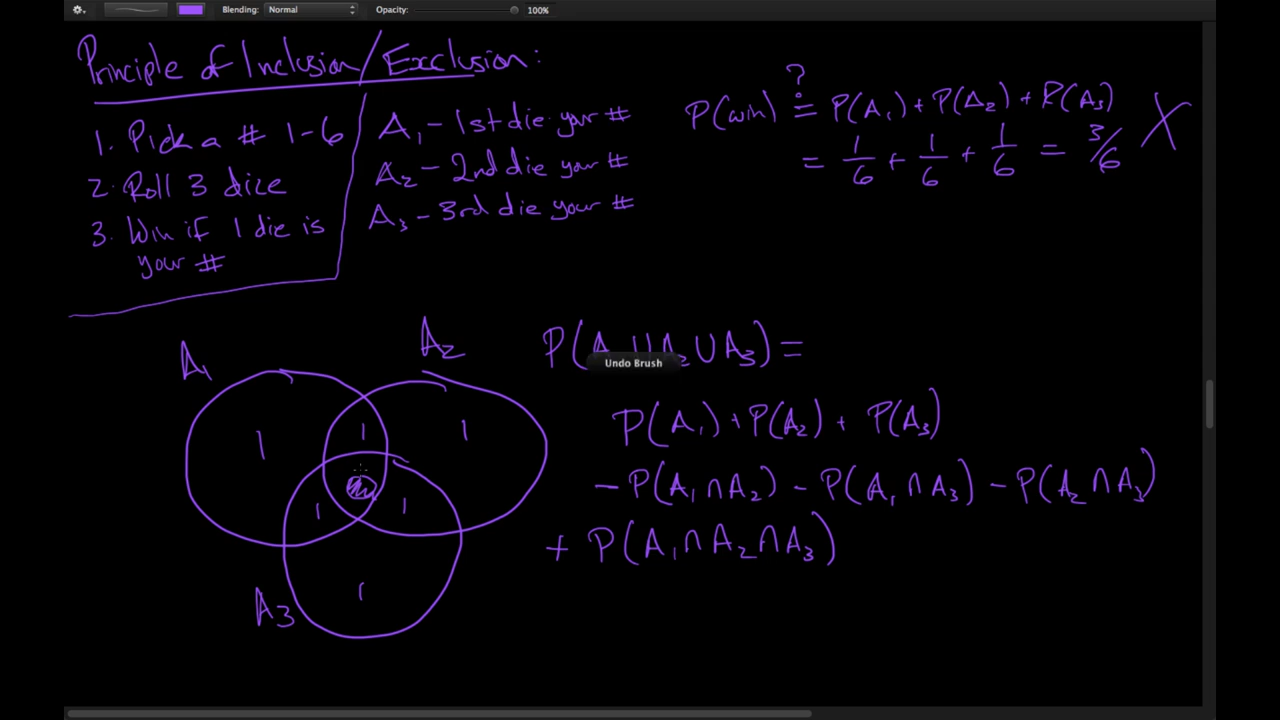 Blending: Normal Opacity: 100%
Principle of Inclusion/Exclusion:
1. Pick a # 1-6
2. Roll 3 dice
3. Win if 1 die is
your #
A₁ - 1st die your #
A₂ - 2nd die your #
A₃ - 3rd die your #
?
P(win) = P(A₁) + P(A₂) + P(A₃)
= 1/6 + 1/6 + 1/6 = 3/6 X
A₁
A₂
1
1
1
1
1
1
A₃
P(A₁ ∪ A₂ ∪ A₃) =
Undo Brush
P(A₁) + P(A₂) + P(A₃)
- P(A₁ ∩ A₂) - P(A₁ ∩ A₃) - P(A₂ ∩ A₃)
+ P(A₁ ∩ A₂ ∩ A₃)